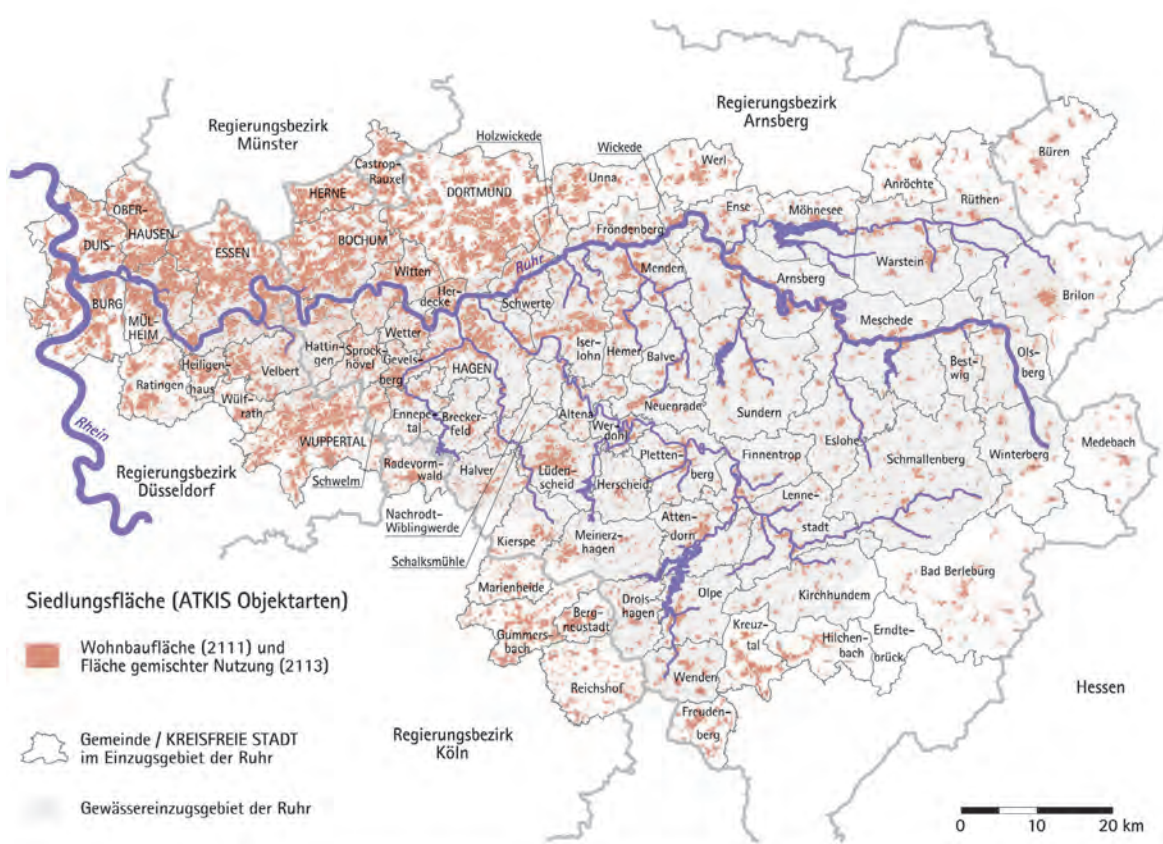 Regierungsbezirk
Münster
Regierungsbezirk
Arnsberg
Holzwickede
Wickede
Castrop-
Rauxel
HERNE
DORTMUND
Unna
Werl
Anröchte
Büren
Rüthen
OBER-
HAUSEN
DUIS-
BURG
ESSEN
BOCHUM
Fröndenberg
Ense
Möhnesee
Ruhr
Witten
Her-
decke
Schwerte
Menden
Arnsberg
Warstein
Brilon
MÜL-
HEIM
Wetter
Meschede
Hattin-
gen
Sprock-
hövel
Gevels-
berg
HAGEN
Iser-
lohn
Hemer
Balve
Best-
wig
Ols-
berg
Heiligen-
haus
Velbert
Ratingen
Wülf-
rath
WUPPERTAL
Ennepe-
tal
Brecker-
feld
Altena
Neuenrade
Sundern
Wer-
dohl
Eslohe
Medebach
Rhein
Regierungsbezirk
Düsseldorf
Schwelm
Radevorm-
wald
Halver
Lüden-
scheid
Pletten-
berg
Herscheid
Finnentrop
Schmallenberg
Winterberg
Lenne-
stadt
Nachrodt-
Wiblingwerde
Schalksmühle
Kierspe
Meinerz-
hagen
Atten-
dorn
Bad Berleburg
Marienheide
Gummers-
bach
Berg-
neustadt
Drols-
hagen
Olpe
Kirchhundem
Kreuz-
tal
Hilchen-
bach
Erndte-
brück
Reichshof
Wenden
Freuden-
berg
Hessen
Regierungsbezirk
Köln
Siedlungsfläche (ATKIS Objektarten)
Wohnbaufläche (2111) und
Fläche gemischter Nutzung (2113)
Gemeinde / KREISFREIE STADT
im Einzugsgebiet der Ruhr
Gewässereinzugsgebiet der Ruhr
0 10 20 km